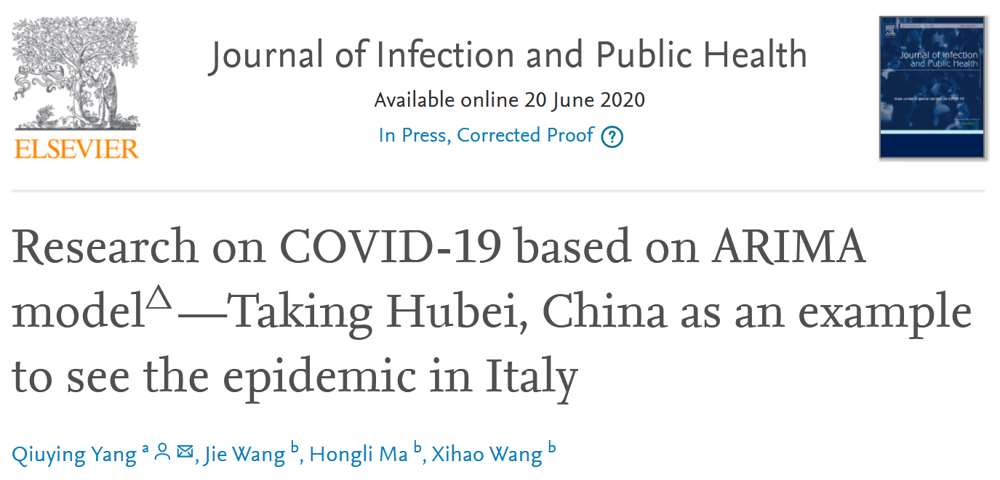 ELSEVIER
Journal of Infection and Public Health
Available online 20 June 2020
In Press, Corrected Proof ?
Journal of Infection
and Public Health
Research on COVID-19 based on ARIMA
model△—Taking Hubei, China as an example
to see the epidemic in Italy
Qiuying Yang a, Jie Wang b, Hongli Ma b, Xihao Wang b